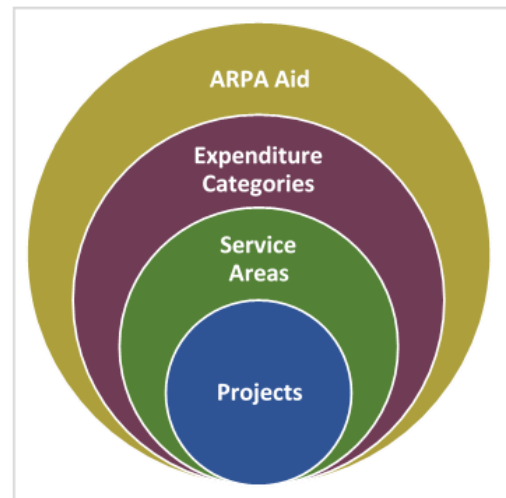 ARPA Aid
Expenditure
Categories
Service
Areas
Projects